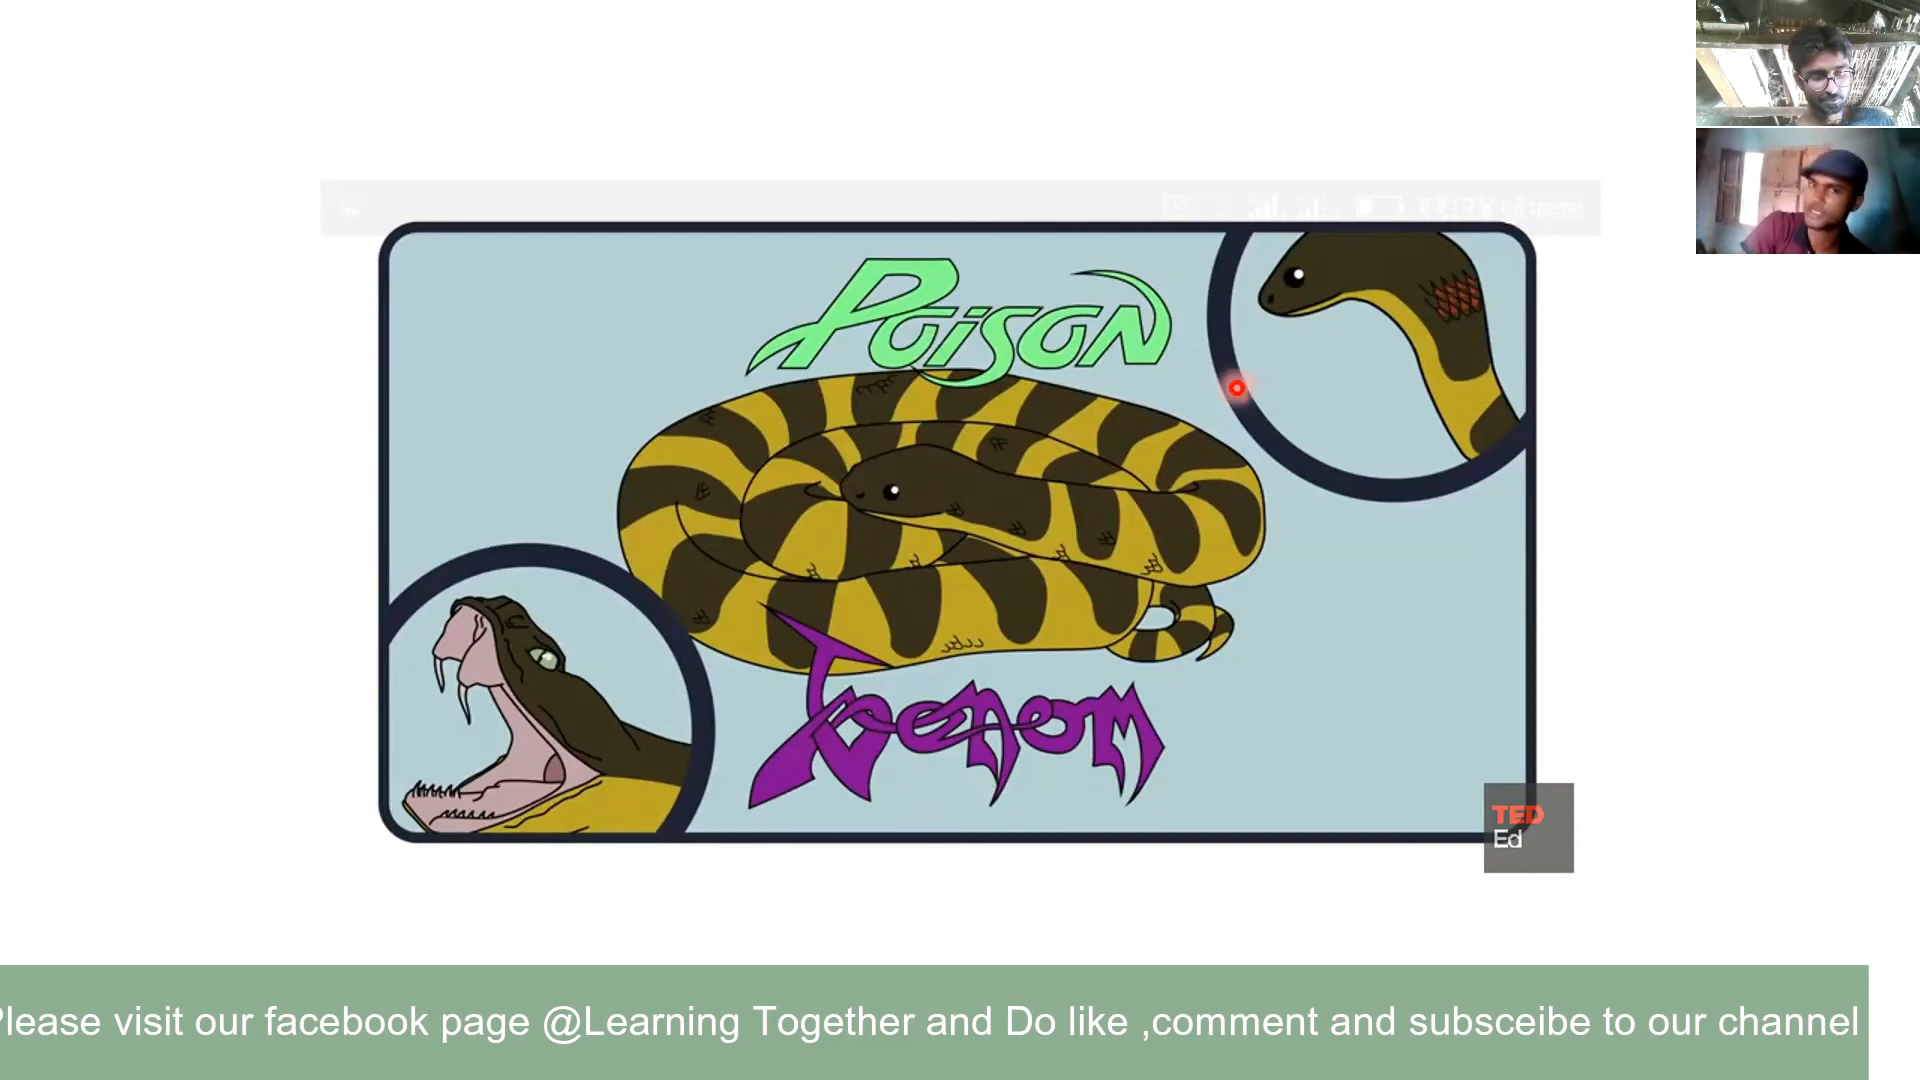 Poison
Venom
TED
Ed
Please visit our facebook page @Learning Together and Do like ,comment and subsceibe to our channel